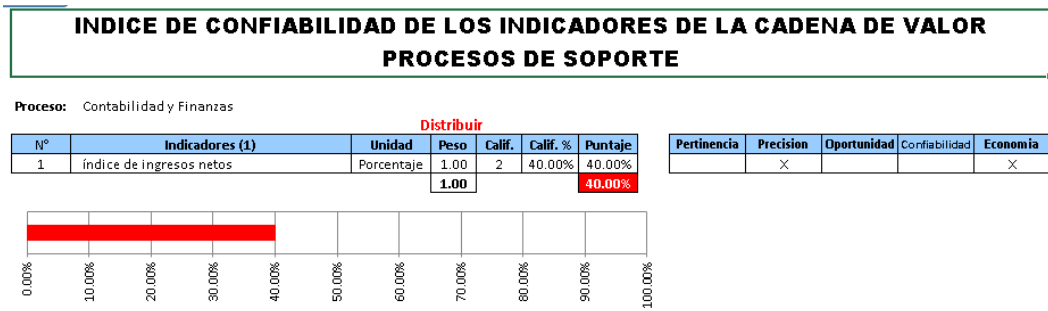 INDICE DE CONFIABILIDAD DE LOS INDICADORES DE LA CADENA DE VALOR
PROCESOS DE SOPORTE
Proceso: Contabilidad y Finanzas
Distribuir
N° Indicadores (1) Unidad Peso Calif. Calif. % Puntaje Pertinencia Precision Oportunidad Confiabilidad Economia
1 índice de ingresos netos Porcentaje 1.00 2 40.00% 40.00% X X
1.00 40.00%
0.00% 10.00% 20.00% 30.00% 40.00% 50.00% 60.00% 70.00% 80.00% 90.00% 100.00%